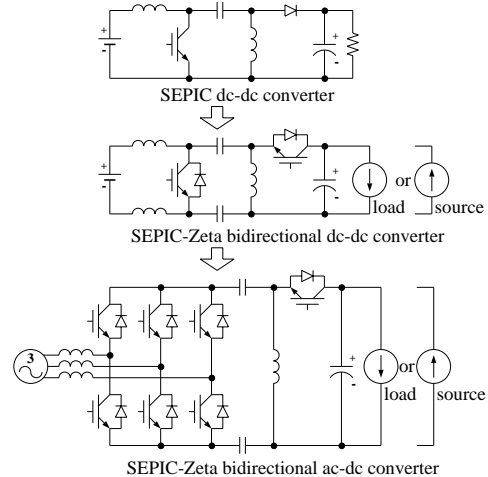 +
-
+
-
SEPIC dc-dc converter
+
-
+
-
or
load
source
SEPIC-Zeta bidirectional dc-dc converter
3
+
-
or
load
source
SEPIC-Zeta bidirectional ac-dc converter